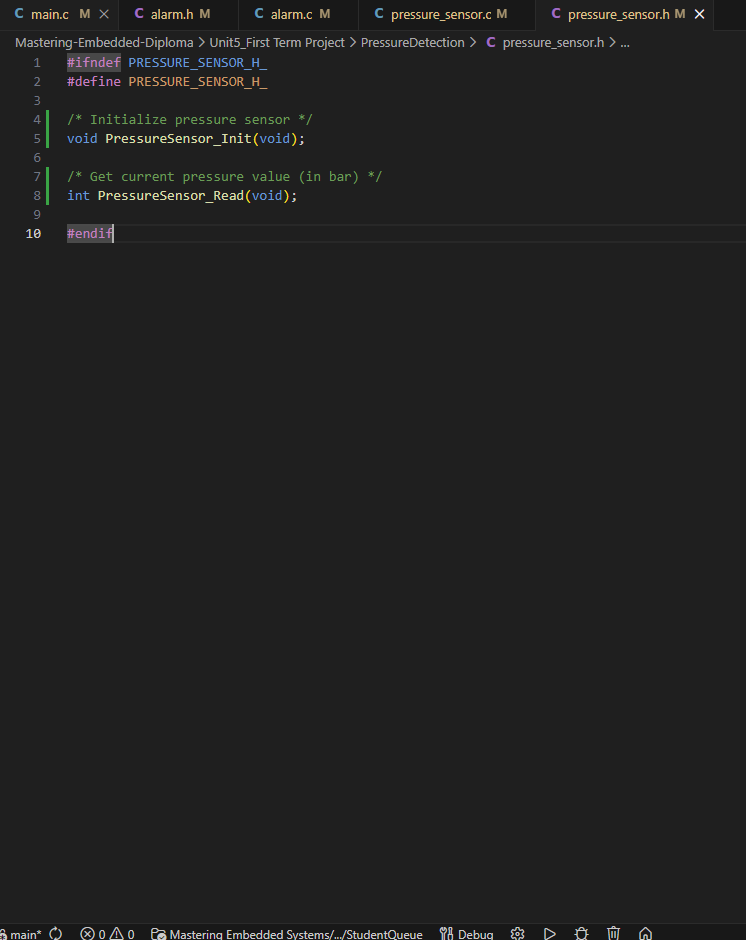 C main.c M
C alarm.h M
C alarm.c M
C pressure_sensor.c M
C pressure_sensor.h M
Mastering-Embedded-Diploma > Unit5_First Term Project > PressureDetection > C pressure_sensor.h > ...
1 #ifndef PRESSURE_SENSOR_H_
2 #define PRESSURE_SENSOR_H_
3
4 /* Initialize pressure sensor */
5 void PressureSensor_Init(void);
6
7 /* Get current pressure value (in bar) */
8 int PressureSensor_Read(void);
9
10 #endif
main* 0 0 Mastering Embedded Systems/.../StudentQueue Debug